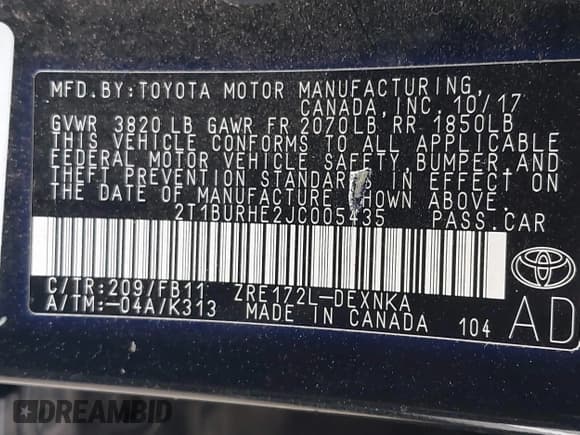 MFD.BY:TOYOTA MOTOR MANUFACTURING,
CANADA,INC. 10/17
GVWR 3820 LB GAWR FR 2070LB, RR 1850LB
THIS VEHICLE CONFORMS TO ALL APPLICABLE
FEDERAL MOTOR VEHICLE SAFETY, BUMPER AND
THEFT PREVENTION STANDARDS IN EFFECT ON
THE DATE OF MANUFACTURE SHOWN ABOVE.
2T1BURHE2JC005435 PASS.CAR
C/TR:209/FB11 ZRE172L-DEXNKA
A/TM:-04A/K313 MADE IN CANADA 104 AD
DREAMBID